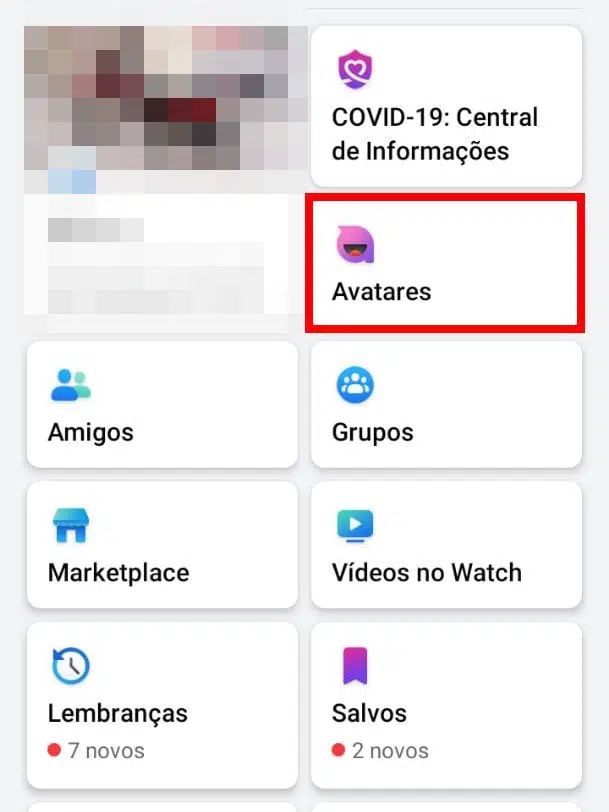 COVID-19: Central
de Informações
Avatares
Amigos
Grupos
Marketplace
Vídeos no Watch
Lembranças
7 novos
Salvos
2 novos